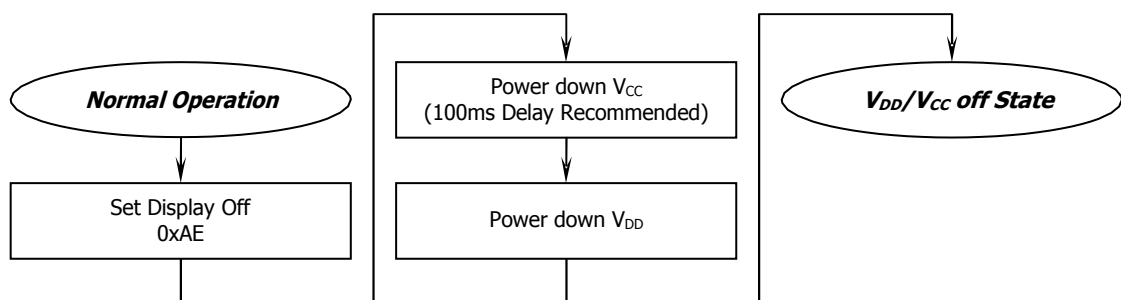 Normal Operation
Set Display Off
0xAE
Power down VCC
(100ms Delay Recommended)
Power down VDD
VDD/VCC off State